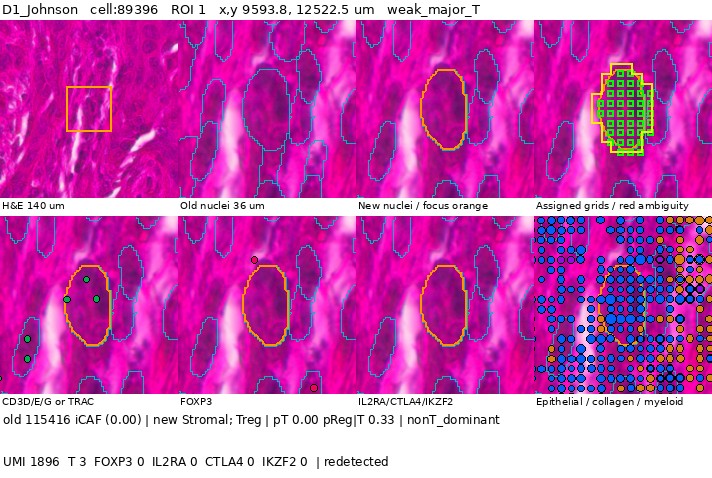 D1_Johnson cell:89396 ROI 1 x,y 9593.8, 12522.5 um weak_major_T
H&E 140 um
Old nuclei 36 um
New nuclei / focus orange
Assigned grids / red ambiguity
CD3D/E/G or TRAC
FOXP3
IL2RA/CTLA4/IKZF2
Epithelial / collagen / myeloid
old 115416 iCAF (0.00) | new Stromal; Treg | pT 0.00 pReg|T 0.33 | nonT_dominant
UMI 1896 T 3 FOXP3 0 IL2RA 0 CTLA4 0 IKZF2 0 | redetected